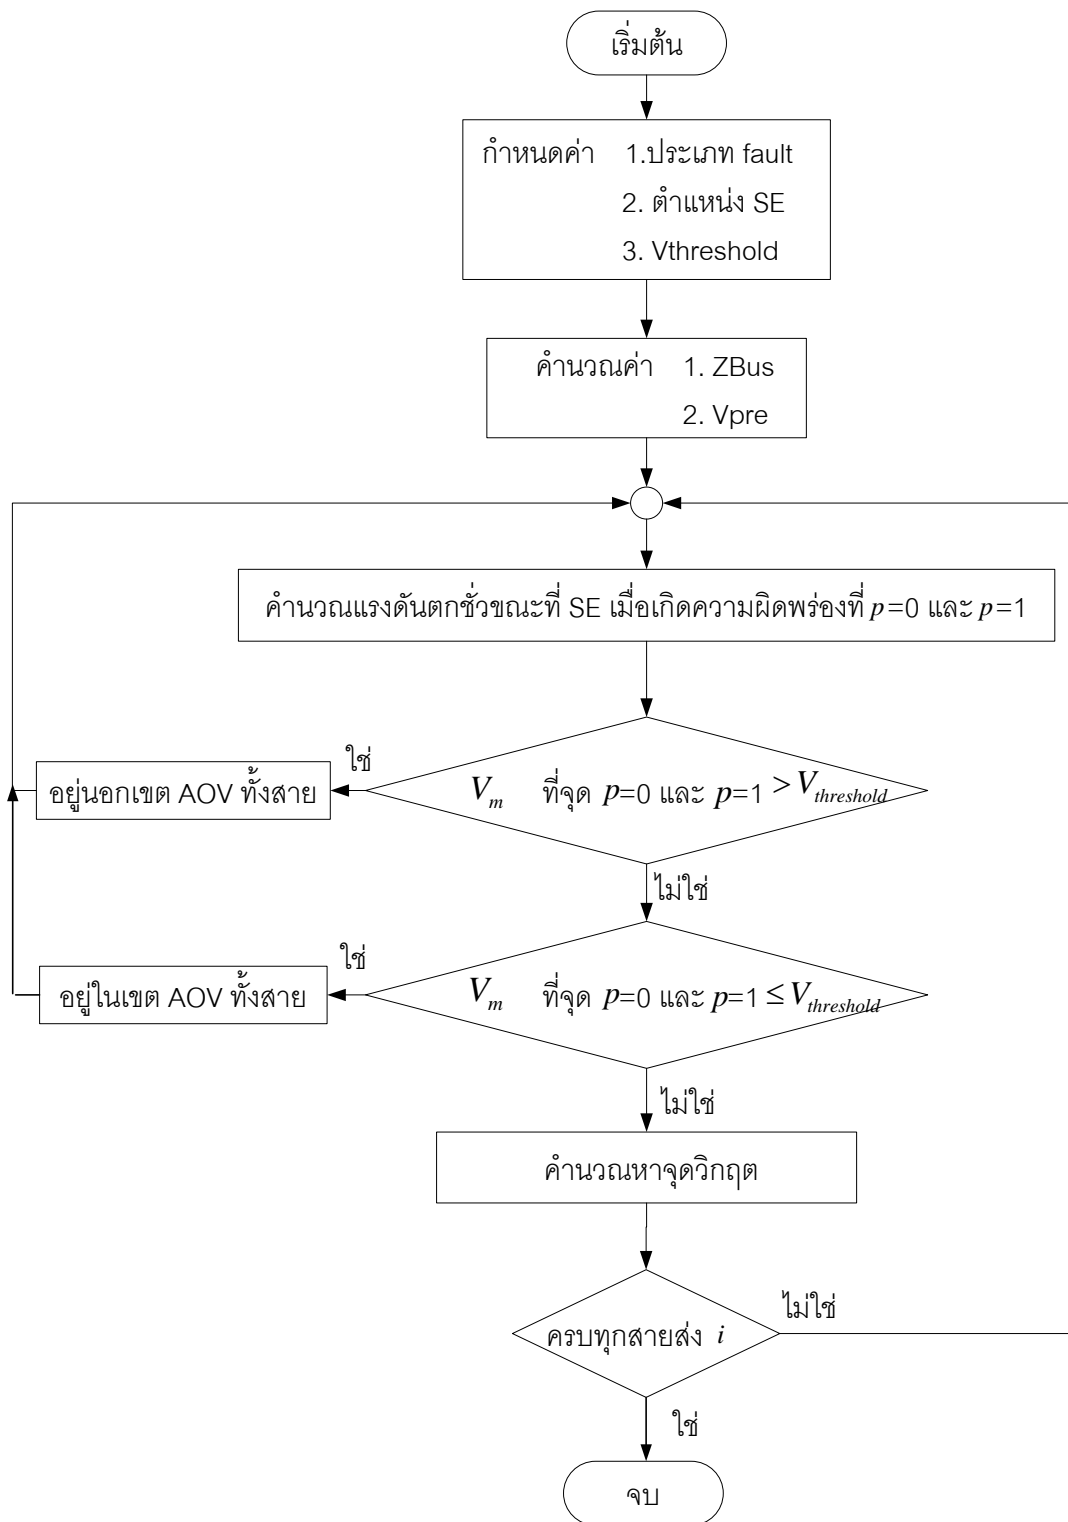 เริ่มต้น
กำหนดค่า 1.ประเภท fault
2. ตำแหน่ง SE
3. Vthreshold
คำนวณค่า 1. ZBus
2. Vpre
คำนวณแรงดันตกชั่วขณะที่ SE เมื่อเกิดความผิดพร่องที่ p=0 และ p=1
ใช่
อยู่นอกเขต AOV ทั้งสาย
V_m ที่จุด p=0 และ p=1 > V_threshold
ไม่ใช่
ใช่
อยู่ในเขต AOV ทั้งสาย
V_m ที่จุด p=0 และ p=1 ≤ V_threshold
ไม่ใช่
คำนวณหาจุดวิกฤต
ไม่ใช่
ครบทุกสายส่ง i
ใช่
จบ